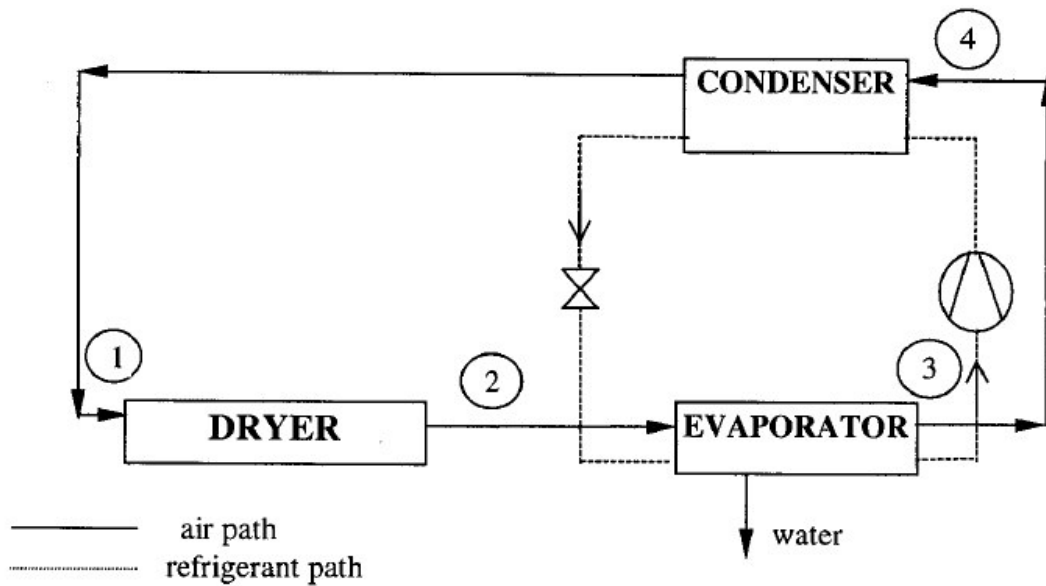 4
CONDENSER
1
2
3
DRYER
EVAPORATOR
air path
water
refrigerant path